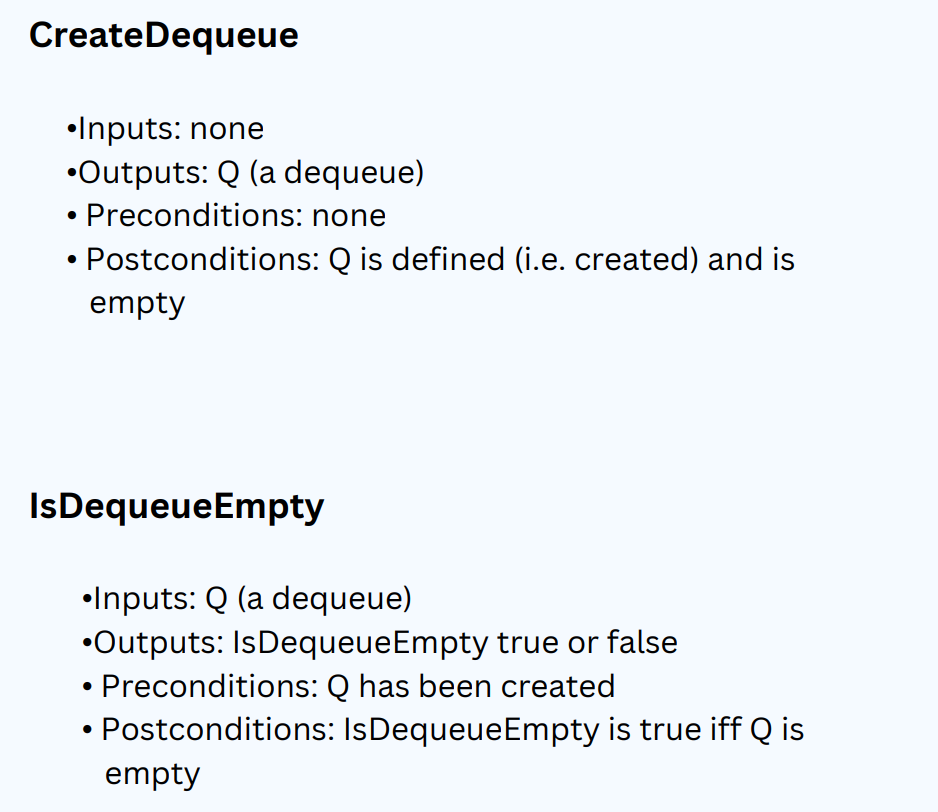 CreateDequeue
•Inputs: none
•Outputs: Q (a dequeue)
• Preconditions: none
• Postconditions: Q is defined (i.e. created) and is
empty
IsDequeueEmpty
•Inputs: Q (a dequeue)
•Outputs: IsDequeueEmpty true or false
• Preconditions: Q has been created
• Postconditions: IsDequeueEmpty is true iff Q is
empty